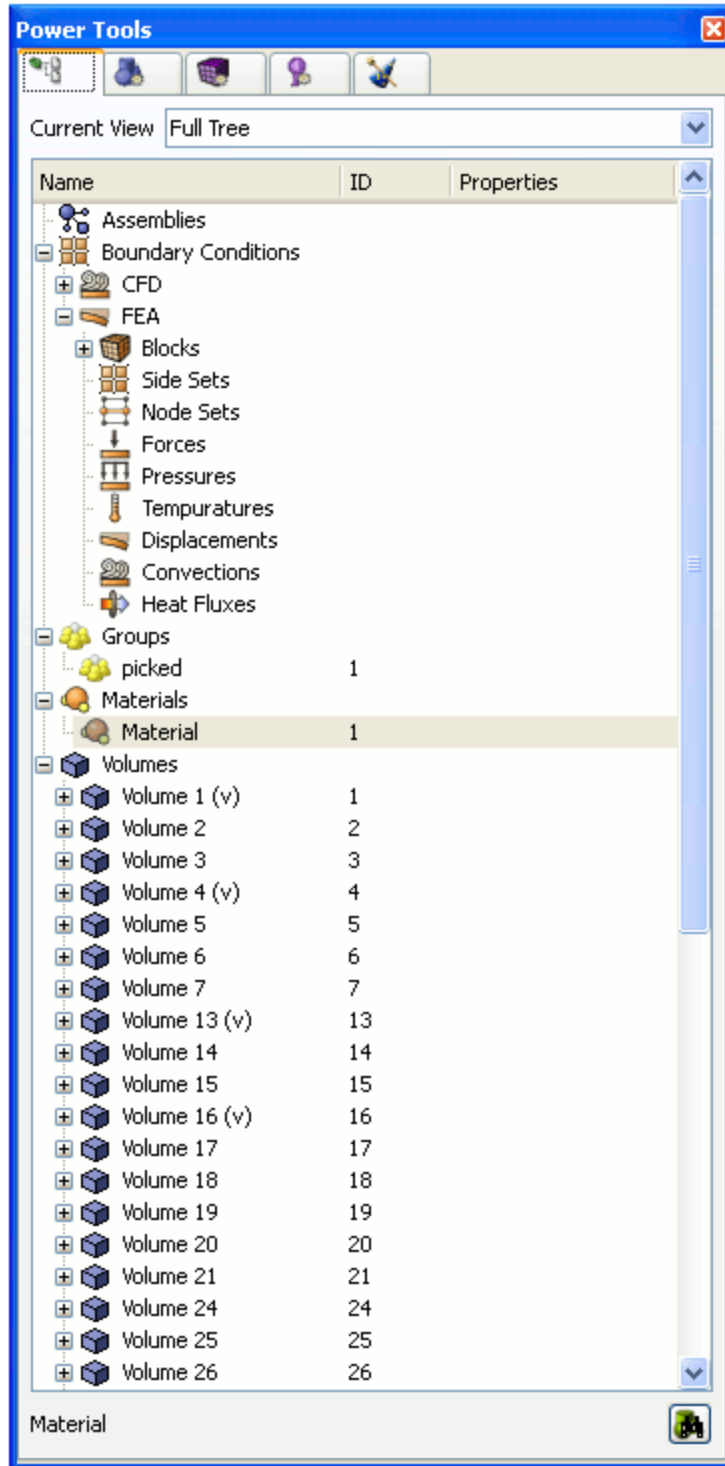 Power Tools
Current View Full Tree
Name ID Properties
Assemblies
Boundary Conditions
CFD
FEA
Blocks
Side Sets
Node Sets
Forces
Pressures
Tempuratures
Displacements
Convections
Heat Fluxes
Groups
picked 1
Materials
Material 1
Volumes
Volume 1 (v) 1
Volume 2 2
Volume 3 3
Volume 4 (v) 4
Volume 5 5
Volume 6 6
Volume 7 7
Volume 13 (v) 13
Volume 14 14
Volume 15 15
Volume 16 (v) 16
Volume 17 17
Volume 18 18
Volume 19 19
Volume 20 20
Volume 21 21
Volume 24 24
Volume 25 25
Volume 26 26
Material